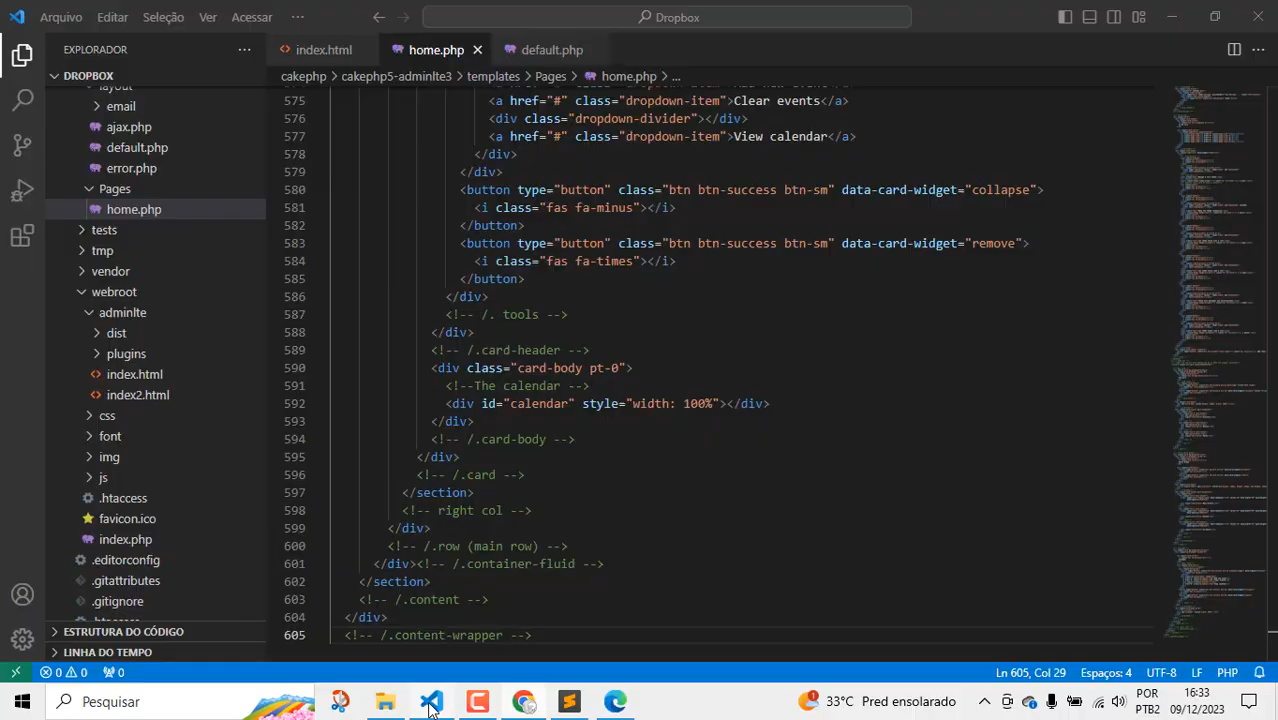 Arquivo Editar Seleção Ver Acessar ··· Dropbox
EXPLORADOR ··· index.html home.php default.php ···
DROPBOX cakephp > cakephp5-adminlte3 > templates > Pages > home.php > ...
email
ajax.php
default.php
error.php
Pages
home.php
tests
tmp
vendor
webroot
adminlte
dist
plugins
index.html
index2.html
css
font
img
js
.htaccess
favicon.ico
index.php
.editorconfig
.gitattributes
.gitignore
ESTRUTURA DO CÓDIGO
LINHA DO TEMPO
575 <a href="#" class="dropdown-item">Clear events</a>
576 <div class="dropdown-divider"></div>
577 <a href="#" class="dropdown-item">View calendar</a>
578 </div>
579 </div>
580 <button type="button" class="btn btn-success btn-sm" data-card-widget="collapse">
581 <i class="fas fa-minus"></i>
582 </button>
583 <button type="button" class="btn btn-success btn-sm" data-card-widget="remove">
584 <i class="fas fa-times"></i>
585 </button>
586 </div>
587 <!-- /. tools -->
588 </div>
589 <!-- /.card-header -->
590 <div class="card-body pt-0">
591 <!--The calendar -->
592 <div id="calendar" style="width: 100%"></div>
593 </div>
594 <!-- /.card-body -->
595 </div>
596 <!-- /.card -->
597 </section>
598 <!-- right col -->
599 </div>
600 <!-- /.row (main row) -->
601 </div><!-- /.container-fluid -->
602 </section>
603 <!-- /.content -->
604 </div>
605 <!-- /.content-wrapper -->
0 0 0 Ln 605, Col 29 Espaços: 4 UTF-8 LF PHP
Pesquisar 1 33°C Pred ensolarado POR PTB2 6:33 09/12/2023